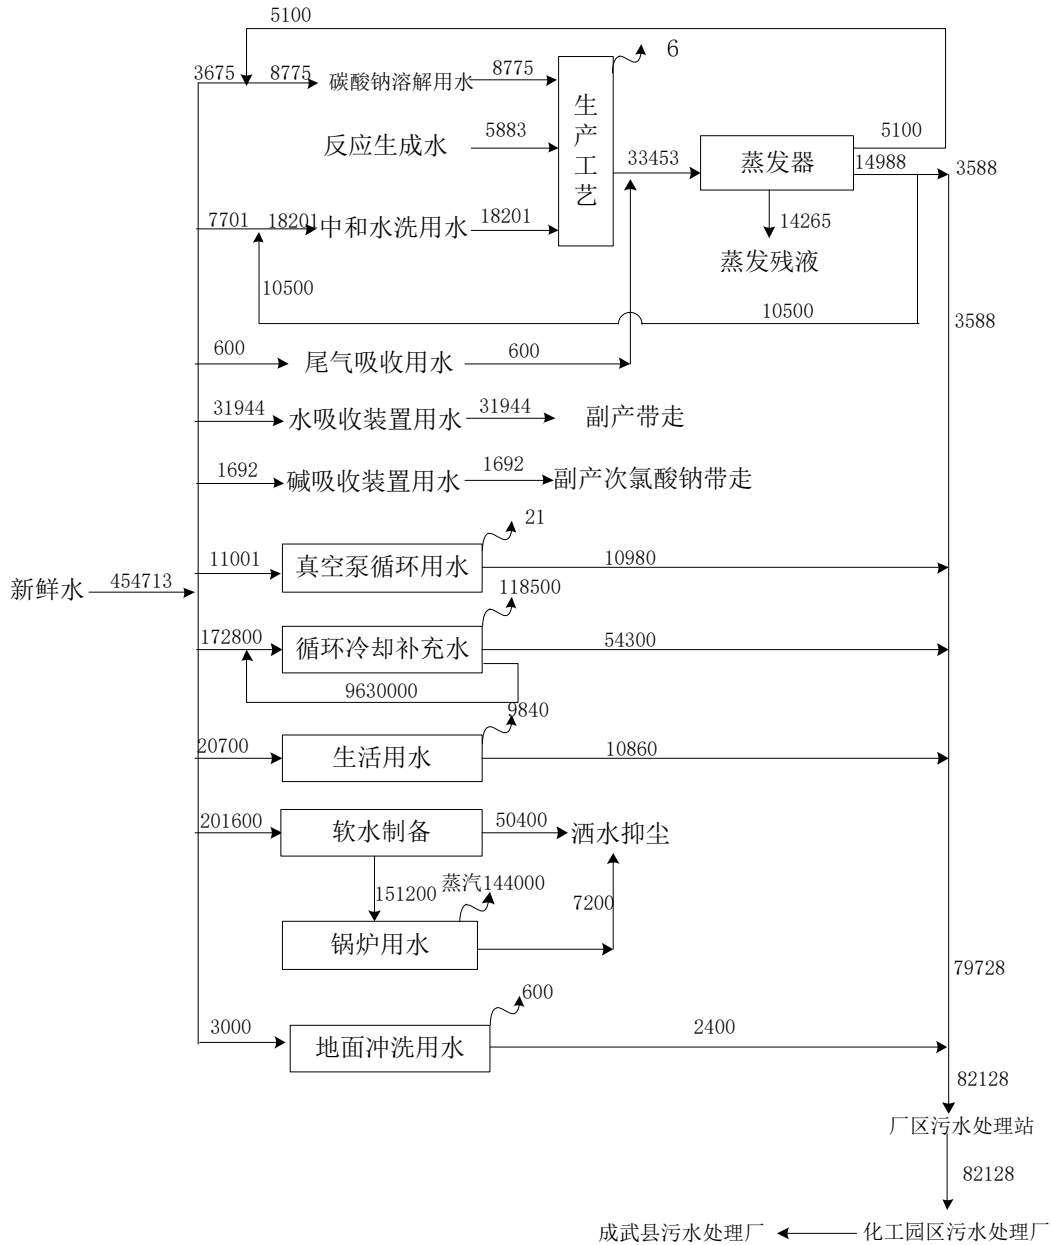 5100
6
3675
8775
碳酸钠溶解用水
8775
生产工艺
反应生成水
5883
33453
蒸发器
5100
14988
3588
7701
18201
中和水洗用水
18201
14265
蒸发残液
10500
10500
3588
600
尾气吸收用水
600
31944
水吸收装置用水
31944
副产带走
1692
碱吸收装置用水
1692
副产次氯酸钠带走
21
11001
真空泵循环用水
10980
新鲜水
454713
118500
172800
循环冷却补充水
54300
9630000
9840
20700
生活用水
10860
201600
软水制备
50400
洒水抑尘
151200
蒸汽144000
7200
锅炉用水
79728
600
3000
地面冲洗用水
2400
82128
厂区污水处理站
82128
成武县污水处理厂
化工园区污水处理厂